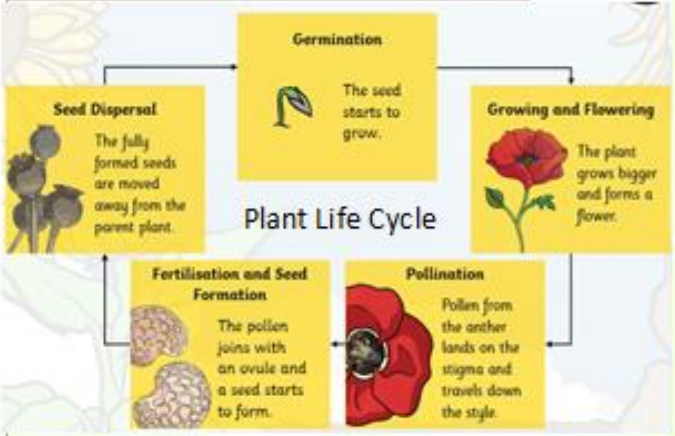 Germination
The seed
starts to
grow.
Growing and Flowering
The plant
grows bigger
and forms a
flower.
Pollination
Pollen from
the anther
lands on the
stigma and
travels down
the style.
Fertilisation and Seed
Formation
The pollen
joins with
an ovule and
a seed starts
to form.
Seed Dispersal
The fully
formed seeds
are moved
away from the
parent plant.
Plant Life Cycle